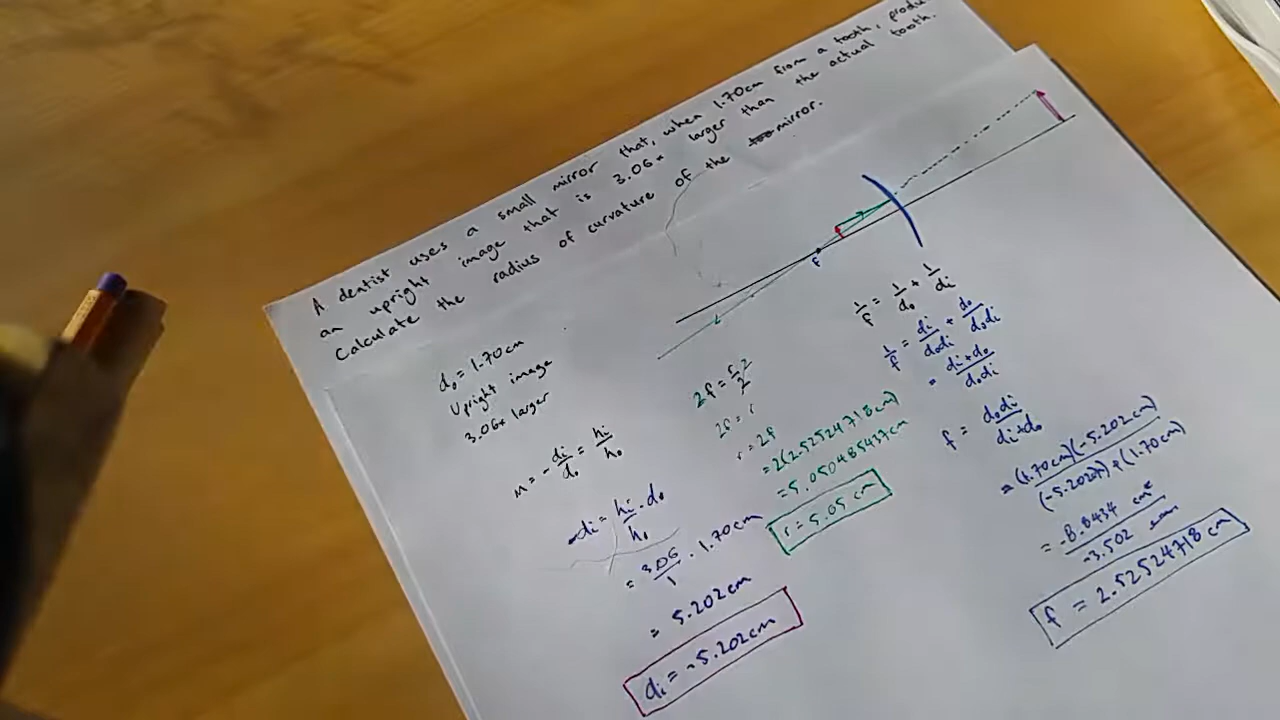 A dentist uses a small mirror that, when 1.70cm from a tooth,
an upright image that is 3.06x larger than the actual tooth.
Calculate the radius of curvature of the mirror.
F
d₀ = 1.70cm
Upright image
3.06x larger
m = -di/d₀ = hi/h₀
-di = hi/h₀ · d₀
= 3.06/1 · 1.70cm
= 5.202cm
di = -5.202cm
2f = r/2 2
2f = r
r = 2f
= 2(2.52524718cm)
= 5.050485437cm
r = 5.05 cm
1/f = 1/d₀ + 1/di
1/f = di/d₀di + d₀/d₀di
= di+d₀/d₀di
f = d₀di/di+d₀
= (1.70cm)(-5.202cm)/(-5.202)+(1.70cm)
= -8.8434 cm²/-3.502 cm
f = 2.52524718 cm